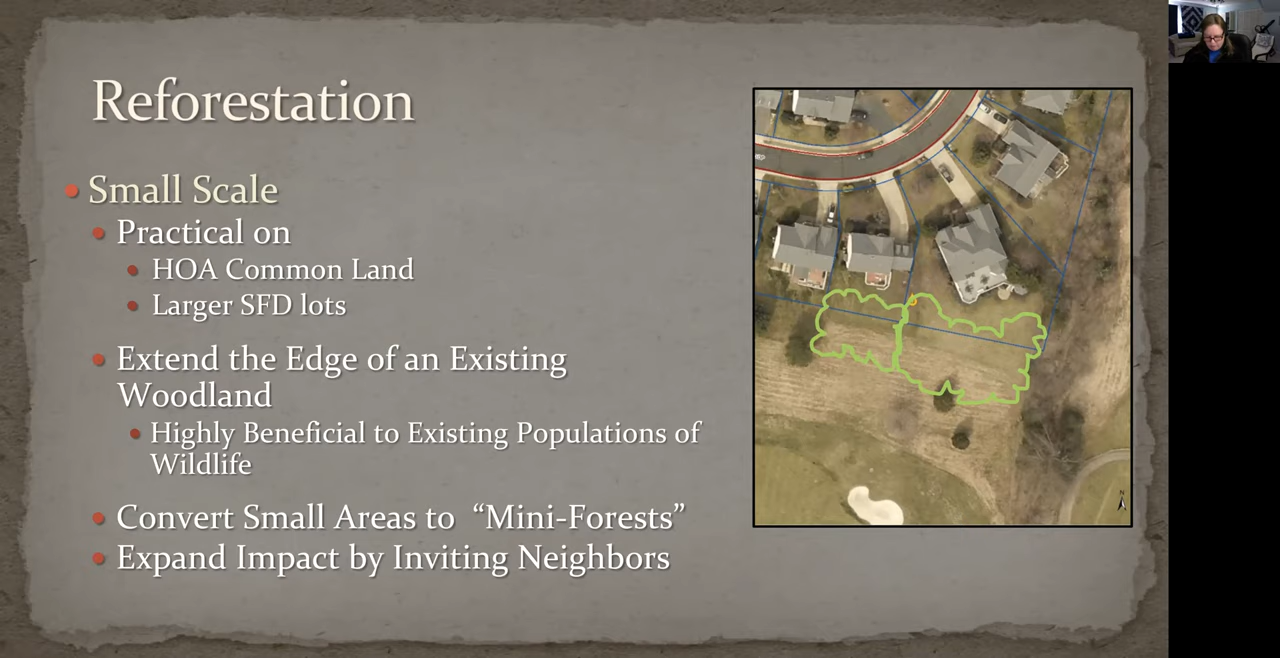 Reforestation
Small Scale
Practical on
HOA Common Land
Larger SFD lots
Extend the Edge of an Existing
Woodland
Highly Beneficial to Existing Populations of
Wildlife
Convert Small Areas to “Mini-Forests”
Expand Impact by Inviting Neighbors
N